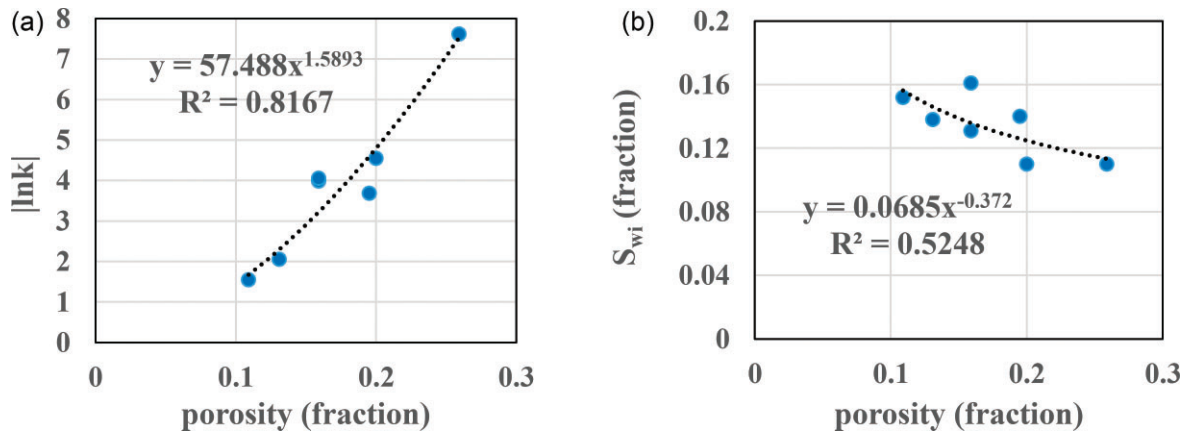 (a)
8
7
6
5
4
3
2
1
0
|lnk|
y = 57.488x^1.5893
R² = 0.8167
0 0.1 0.2 0.3
porosity (fraction)
(b)
0.2
0.16
0.12
0.08
0.04
0
S_wi (fraction)
y = 0.0685x^-0.372
R² = 0.5248
0 0.1 0.2 0.3
porosity (fraction)